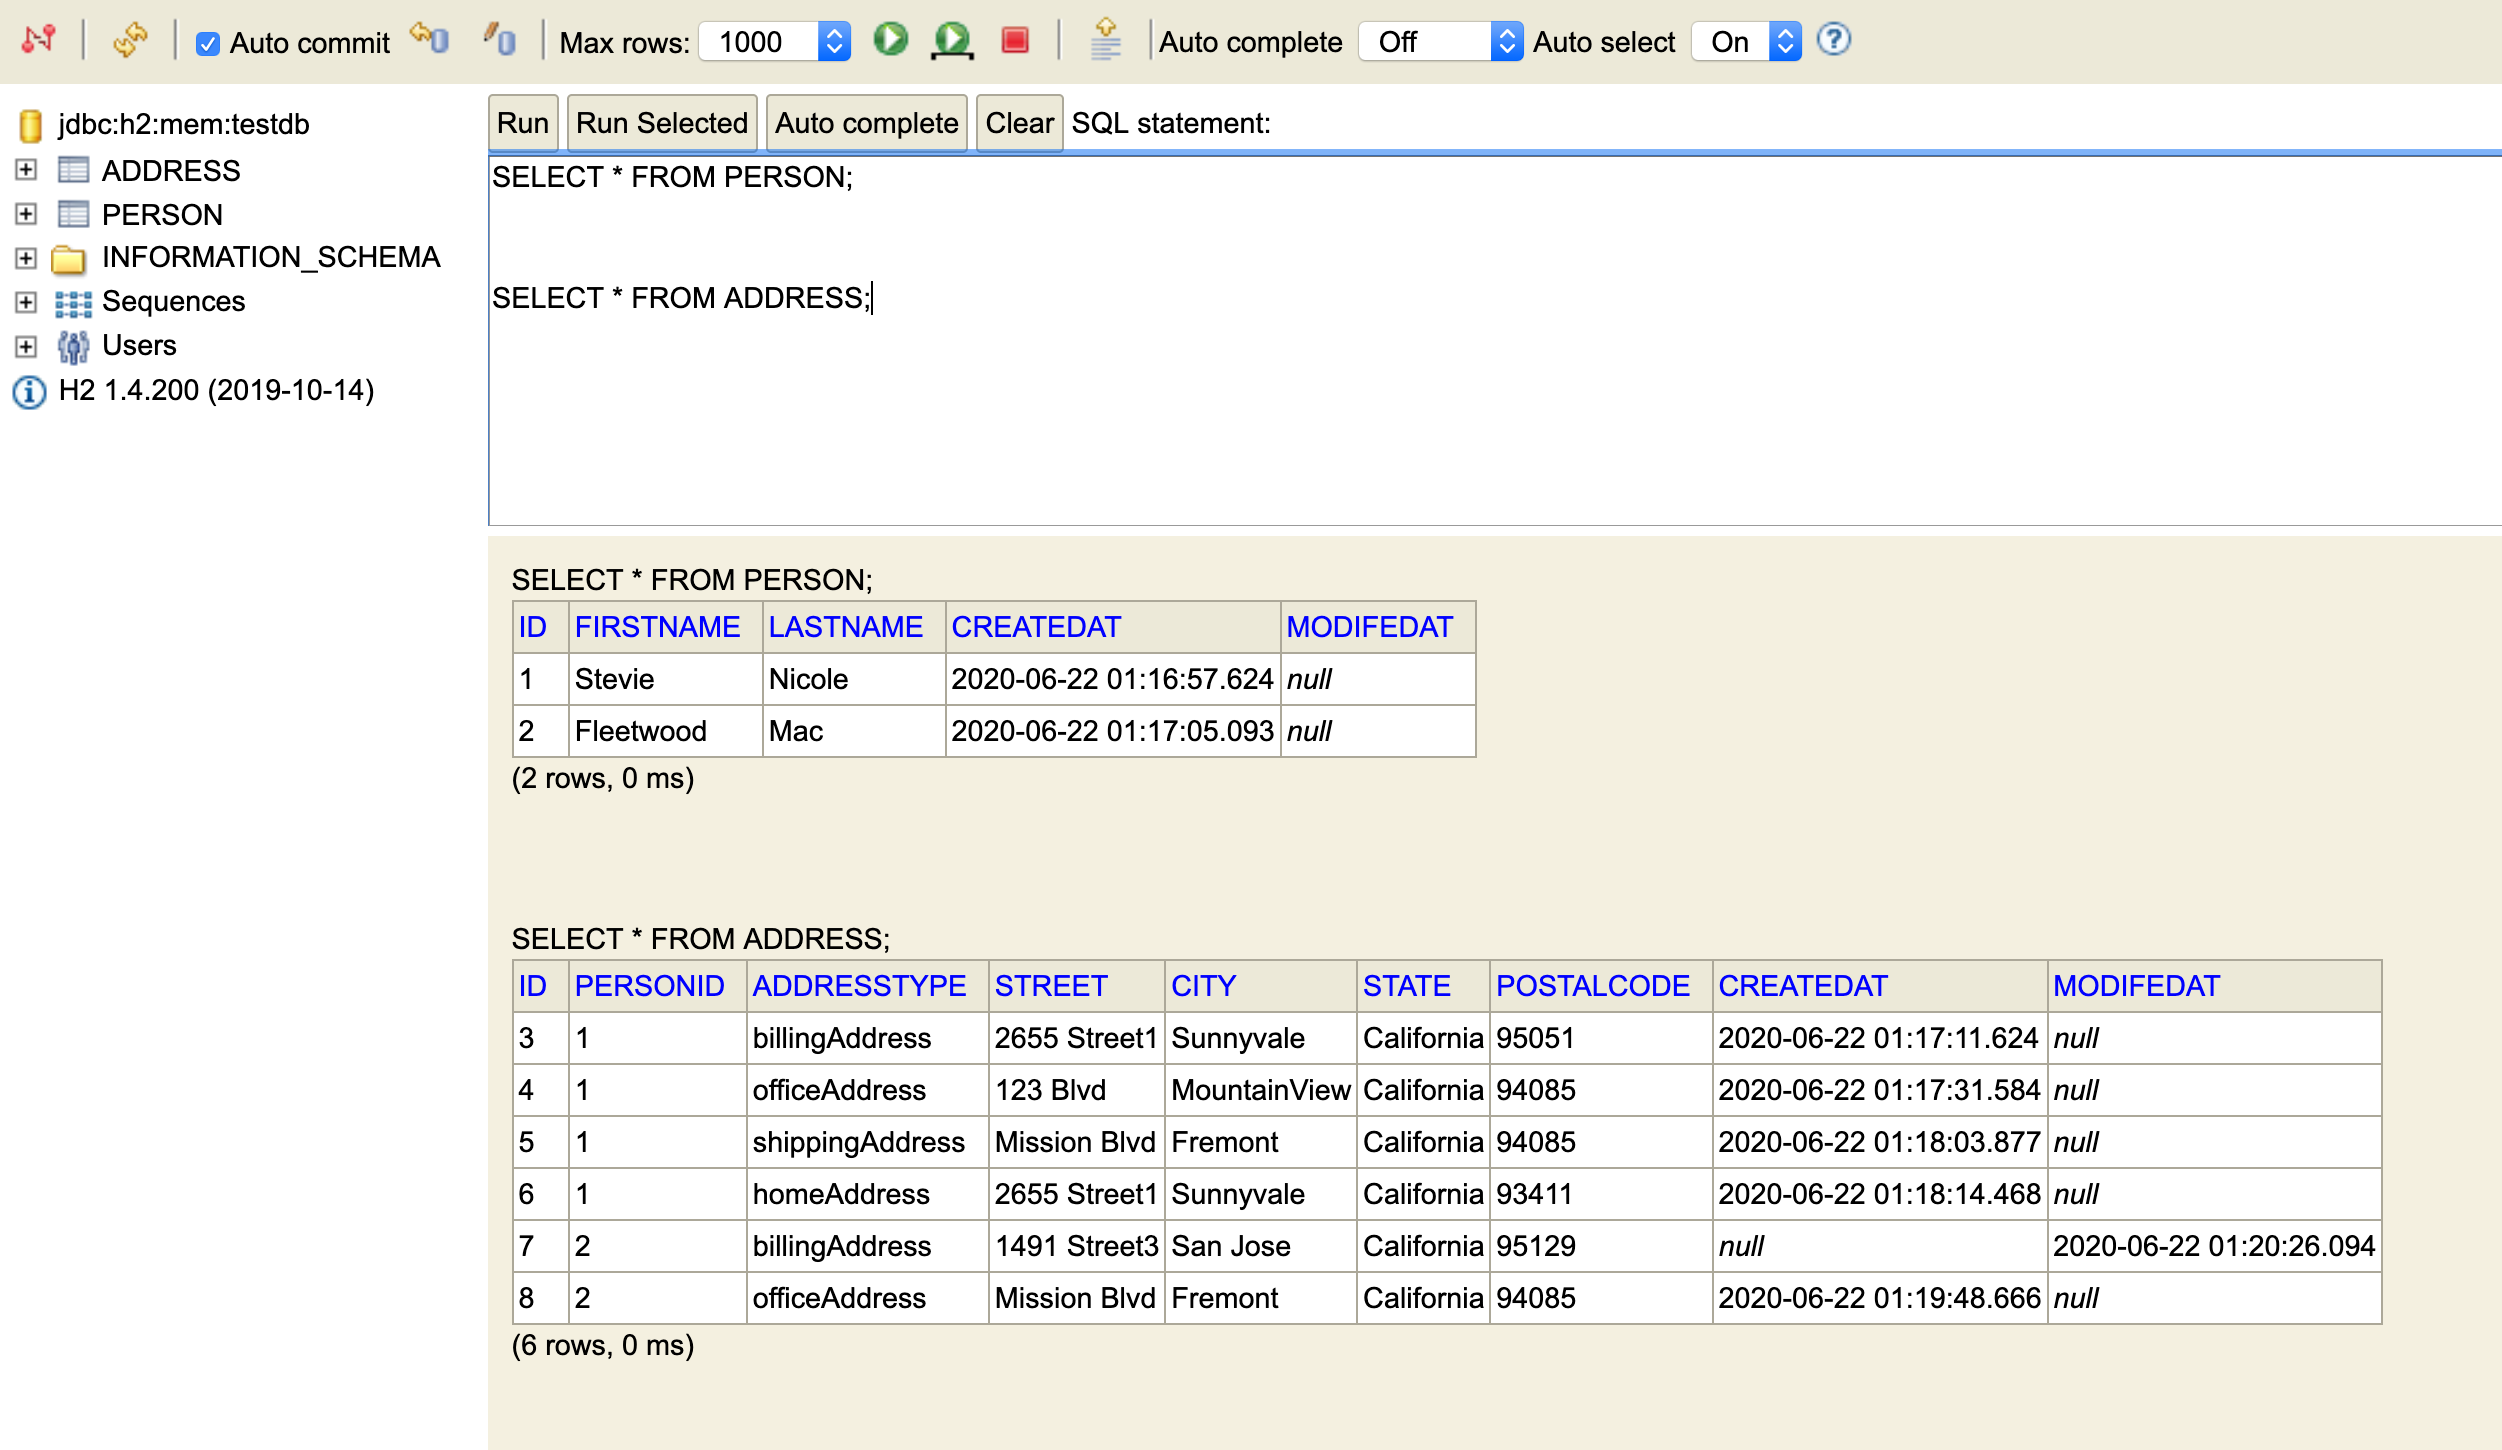 Auto commit Max rows: 1000 Auto complete Off Auto select On ?
jdbc:h2:mem:testdb
ADDRESS
PERSON
INFORMATION_SCHEMA
Sequences
Users
H2 1.4.200 (2019-10-14)
Run Run Selected Auto complete Clear SQL statement:
SELECT * FROM PERSON;
SELECT * FROM ADDRESS;
SELECT * FROM PERSON;
ID FIRSTNAME LASTNAME CREATEDAT MODIFEDAT
1 Stevie Nicole 2020-06-22 01:16:57.624 null
2 Fleetwood Mac 2020-06-22 01:17:05.093 null
(2 rows, 0 ms)
SELECT * FROM ADDRESS;
ID PERSONID ADDRESSTYPE STREET CITY STATE POSTALCODE CREATEDAT MODIFEDAT
3 1 billingAddress 2655 Street1 Sunnyvale California 95051 2020-06-22 01:17:11.624 null
4 1 officeAddress 123 Blvd MountainView California 94085 2020-06-22 01:17:31.584 null
5 1 shippingAddress Mission Blvd Fremont California 94085 2020-06-22 01:18:03.877 null
6 1 homeAddress 2655 Street1 Sunnyvale California 93411 2020-06-22 01:18:14.468 null
7 2 billingAddress 1491 Street3 San Jose California 95129 null 2020-06-22 01:20:26.094
8 2 officeAddress Mission Blvd Fremont California 94085 2020-06-22 01:19:48.666 null
(6 rows, 0 ms)